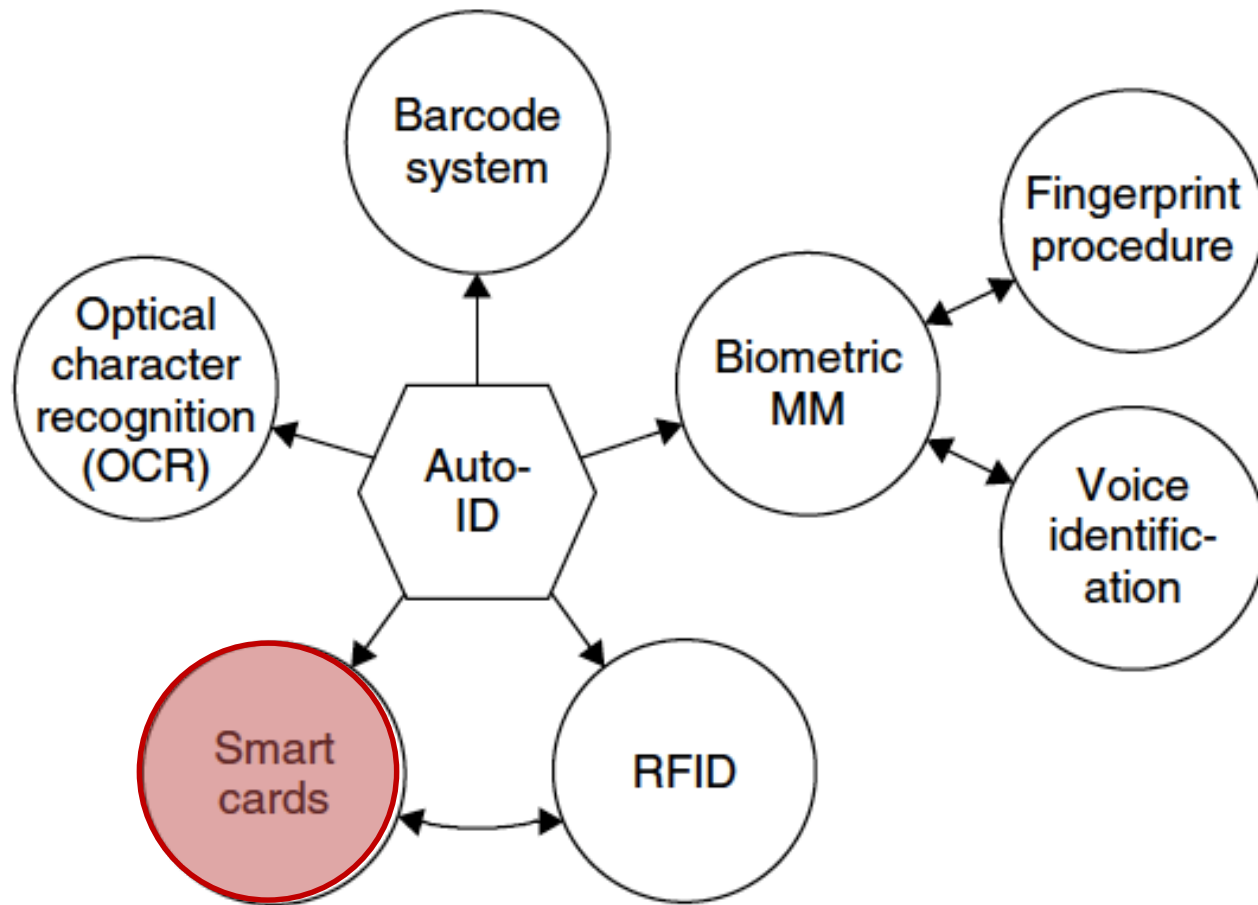 Barcode
system
Fingerprint
procedure
Optical
character
recognition
(OCR)
Biometric
MM
Auto-
ID
Voice
identific-
ation
Smart
cards
RFID